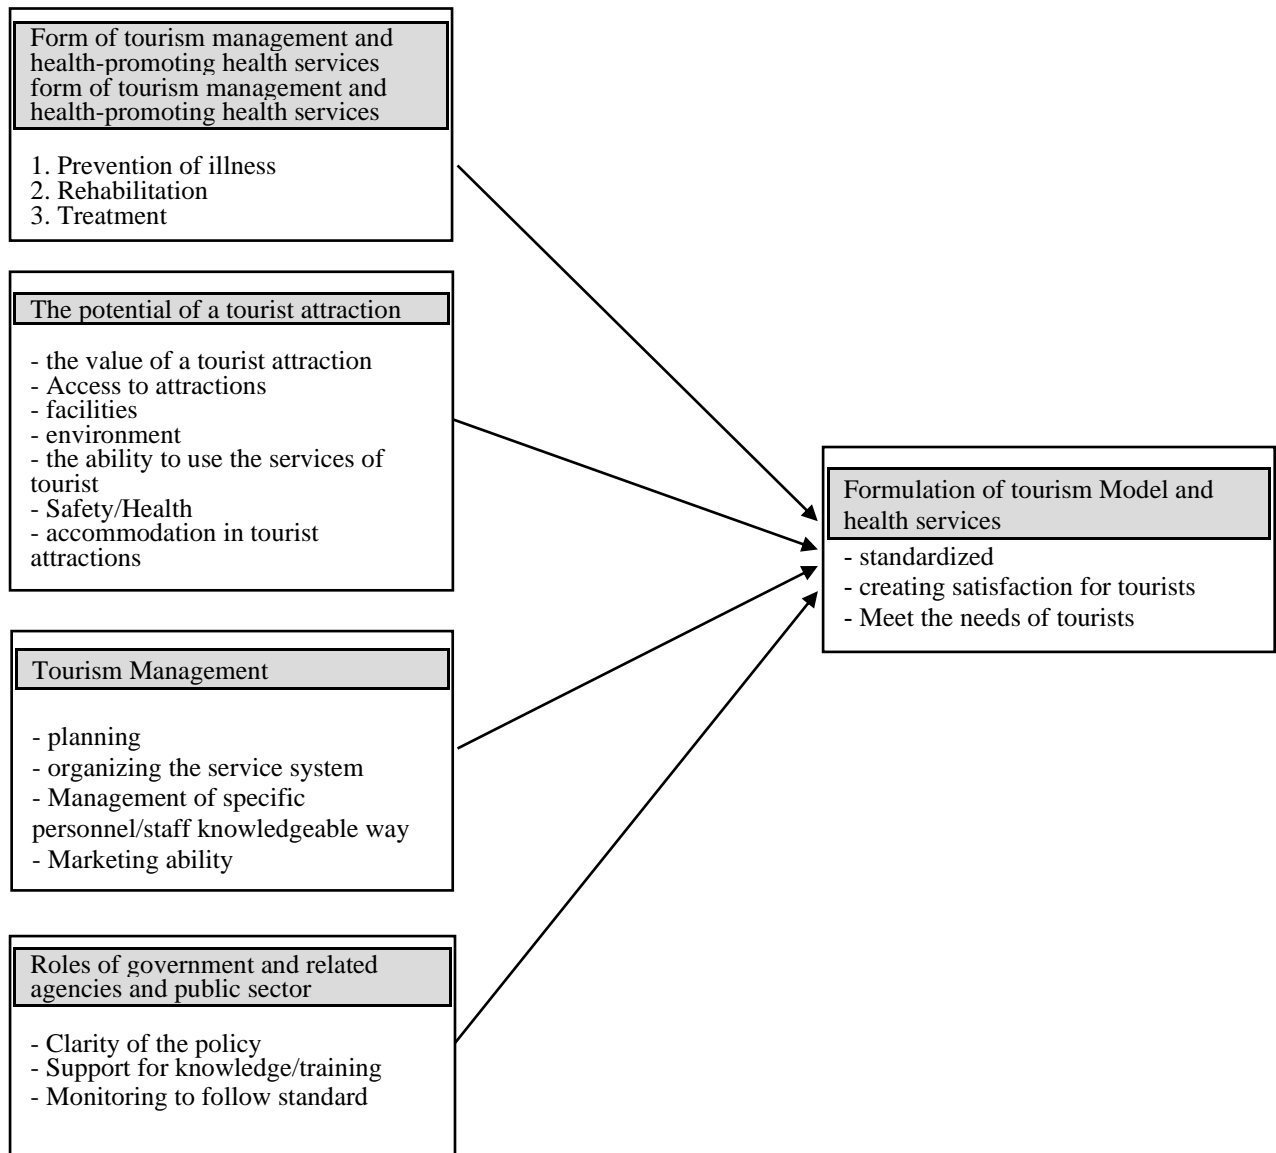 Form of tourism management and
health-promoting health services
form of tourism management and
health-promoting health services
1. Prevention of illness
2. Rehabilitation
3. Treatment
The potential of a tourist attraction
- the value of a tourist attraction
- Access to attractions
- facilities
- environment
- the ability to use the services of
tourist
- Safety/Health
- accommodation in tourist
attractions
Tourism Management
- planning
- organizing the service system
- Management of specific
personnel/staff knowledgeable way
- Marketing ability
Roles of government and related
agencies and public sector
- Clarity of the policy
- Support for knowledge/training
- Monitoring to follow standard
Formulation of tourism Model and
health services
- standardized
- creating satisfaction for tourists
- Meet the needs of tourists